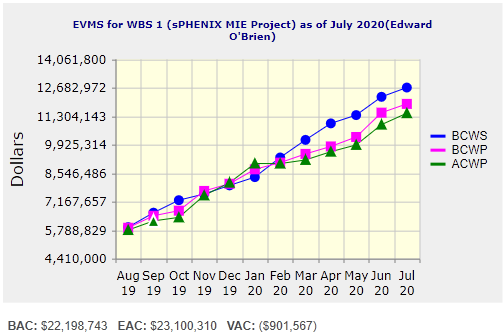 EVMS for WBS 1 (sPHENIX MIE Project) as of July 2020(Edward
O'Brien)
14,061,800
12,682,972
11,304,143
9,925,314
8,546,486
7,167,657
5,788,829
4,410,000
Dollars
BCWS
BCWP
ACWP
Aug Sep Oct Nov Dec Jan Feb Mar Apr May Jun Jul
19 19 19 19 19 20 20 20 20 20 20 20
BAC: $22,198,743 EAC: $23,100,310 VAC: ($901,567)